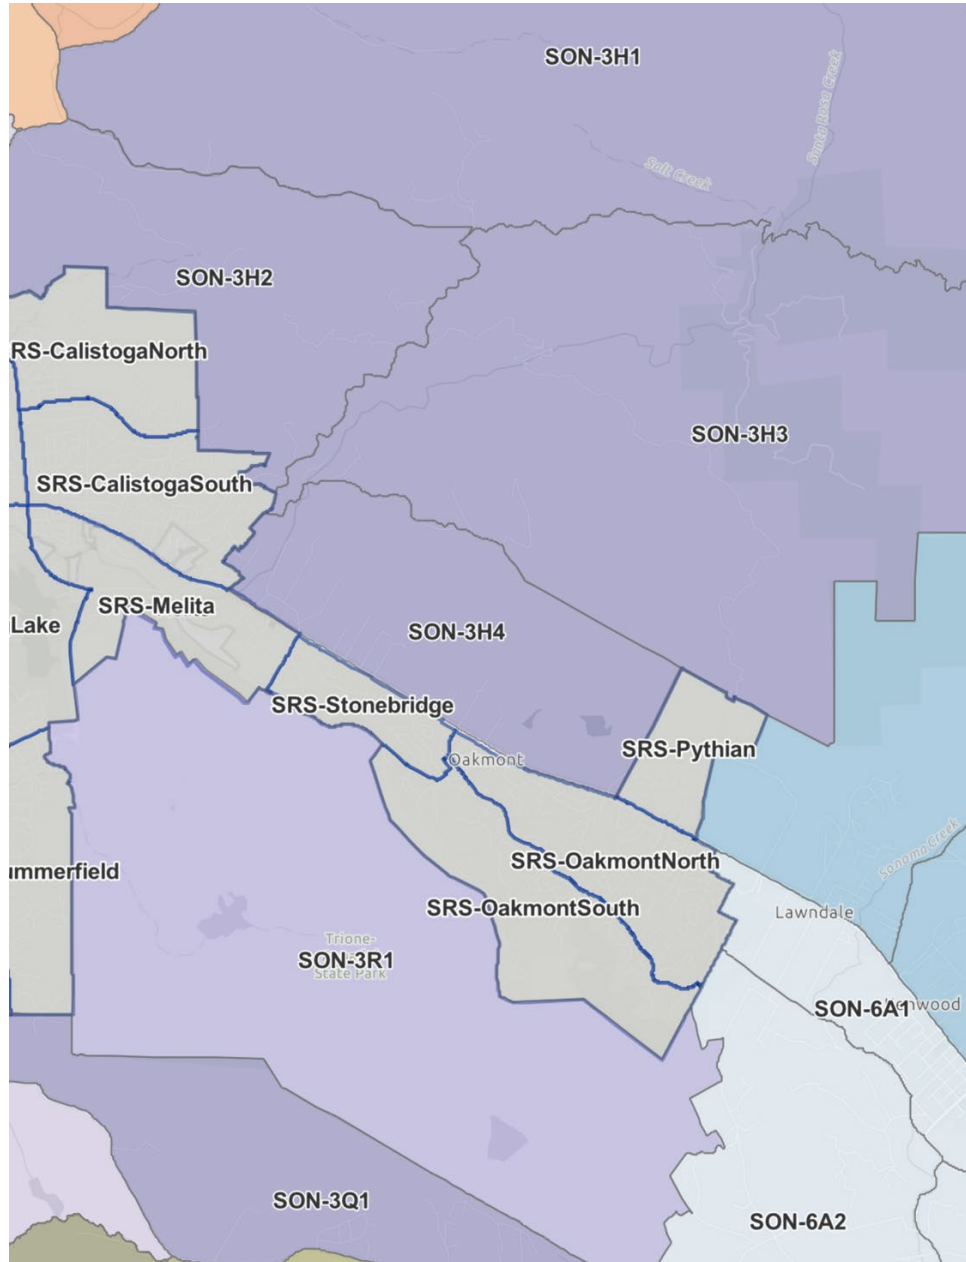 SON-3H1
Santa Rosa Creek
Salt Creek
SON-3H2
RS-CalistogaNorth
SON-3H3
SRS-CalistogaSouth
SRS-Melita
Lake
SON-3H4
SRS-Stonebridge
SRS-Pythian
Oakmont
Sonoma Creek
ummerfield
SRS-OakmontNorth
SRS-OakmontSouth
Lawndale
Trione-
SON-3R1
State Park
SON-6A1
enwood
SON-3Q1
SON-6A2